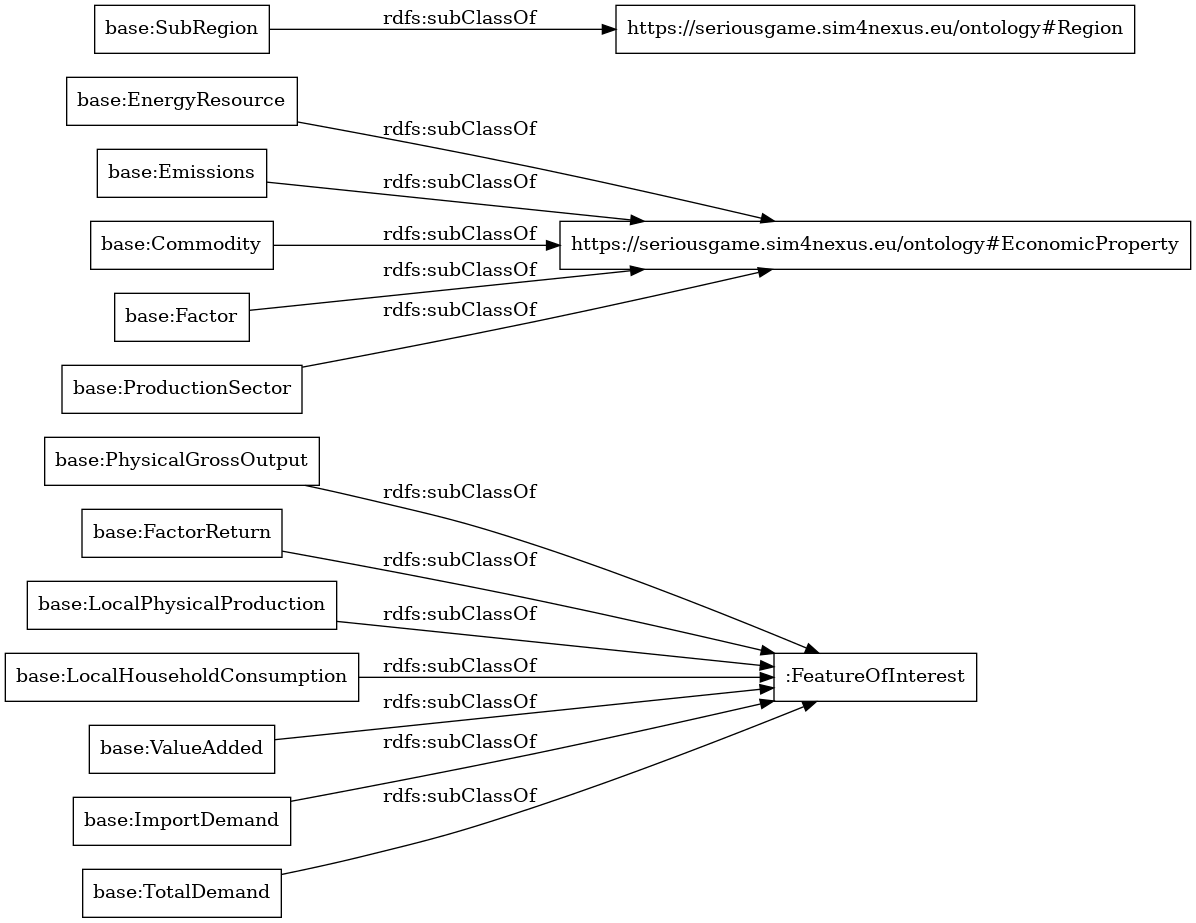 base:SubRegion
rdfs:subClassOf
https://seriousgame.sim4nexus.eu/ontology#Region
base:EnergyResource
rdfs:subClassOf
base:Emissions
rdfs:subClassOf
base:Commodity
rdfs:subClassOf
https://seriousgame.sim4nexus.eu/ontology#EconomicProperty
rdfs:subClassOf
base:Factor
rdfs:subClassOf
base:ProductionSector
base:PhysicalGrossOutput
rdfs:subClassOf
base:FactorReturn
rdfs:subClassOf
base:LocalPhysicalProduction
rdfs:subClassOf
base:LocalHouseholdConsumption
rdfs:subClassOf
:FeatureOfInterest
rdfs:subClassOf
base:ValueAdded
rdfs:subClassOf
base:ImportDemand
rdfs:subClassOf
base:TotalDemand